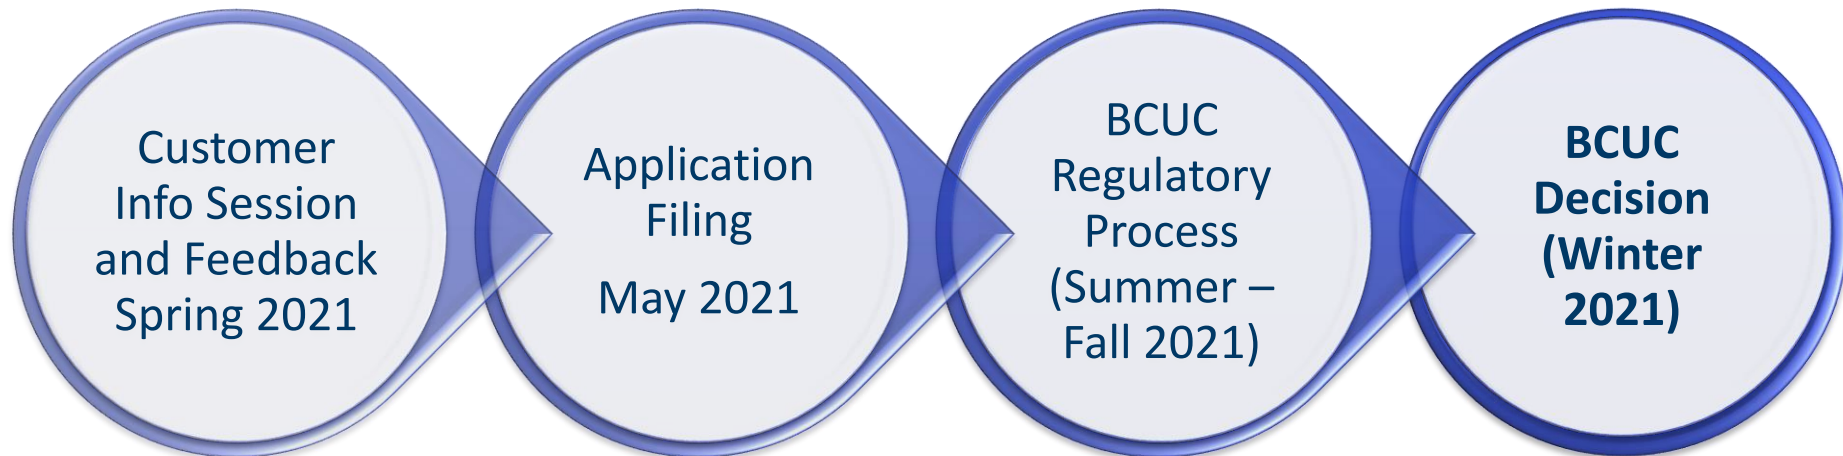 Customer
Info Session
and Feedback
Spring 2021
Application
Filing
May 2021
BCUC
Regulatory
Process
(Summer –
Fall 2021)
BCUC
Decision
(Winter
2021)